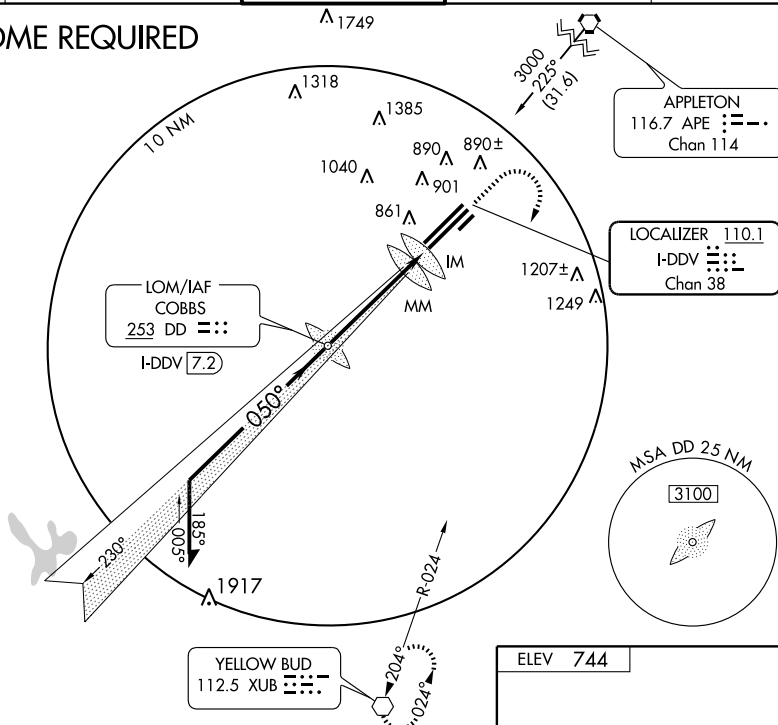 OME REQUIRED
1749
3000
225°
(31.6)
APPLETON
116.7 APE
Chan 114
10 NM
1318
1385
890
890±
1040
901
861
LOCALIZER 110.1
I-DDV
Chan 38
IM
MM
1207±
1249
LOM/IAF
COBBS
253 DD
I-DDV 7.2
050°
MSA DD 25 NM
3100
185°
005°
230°
1917
R-024
YELLOW BUD
112.5 XUB
204°
024°
ELEV 744